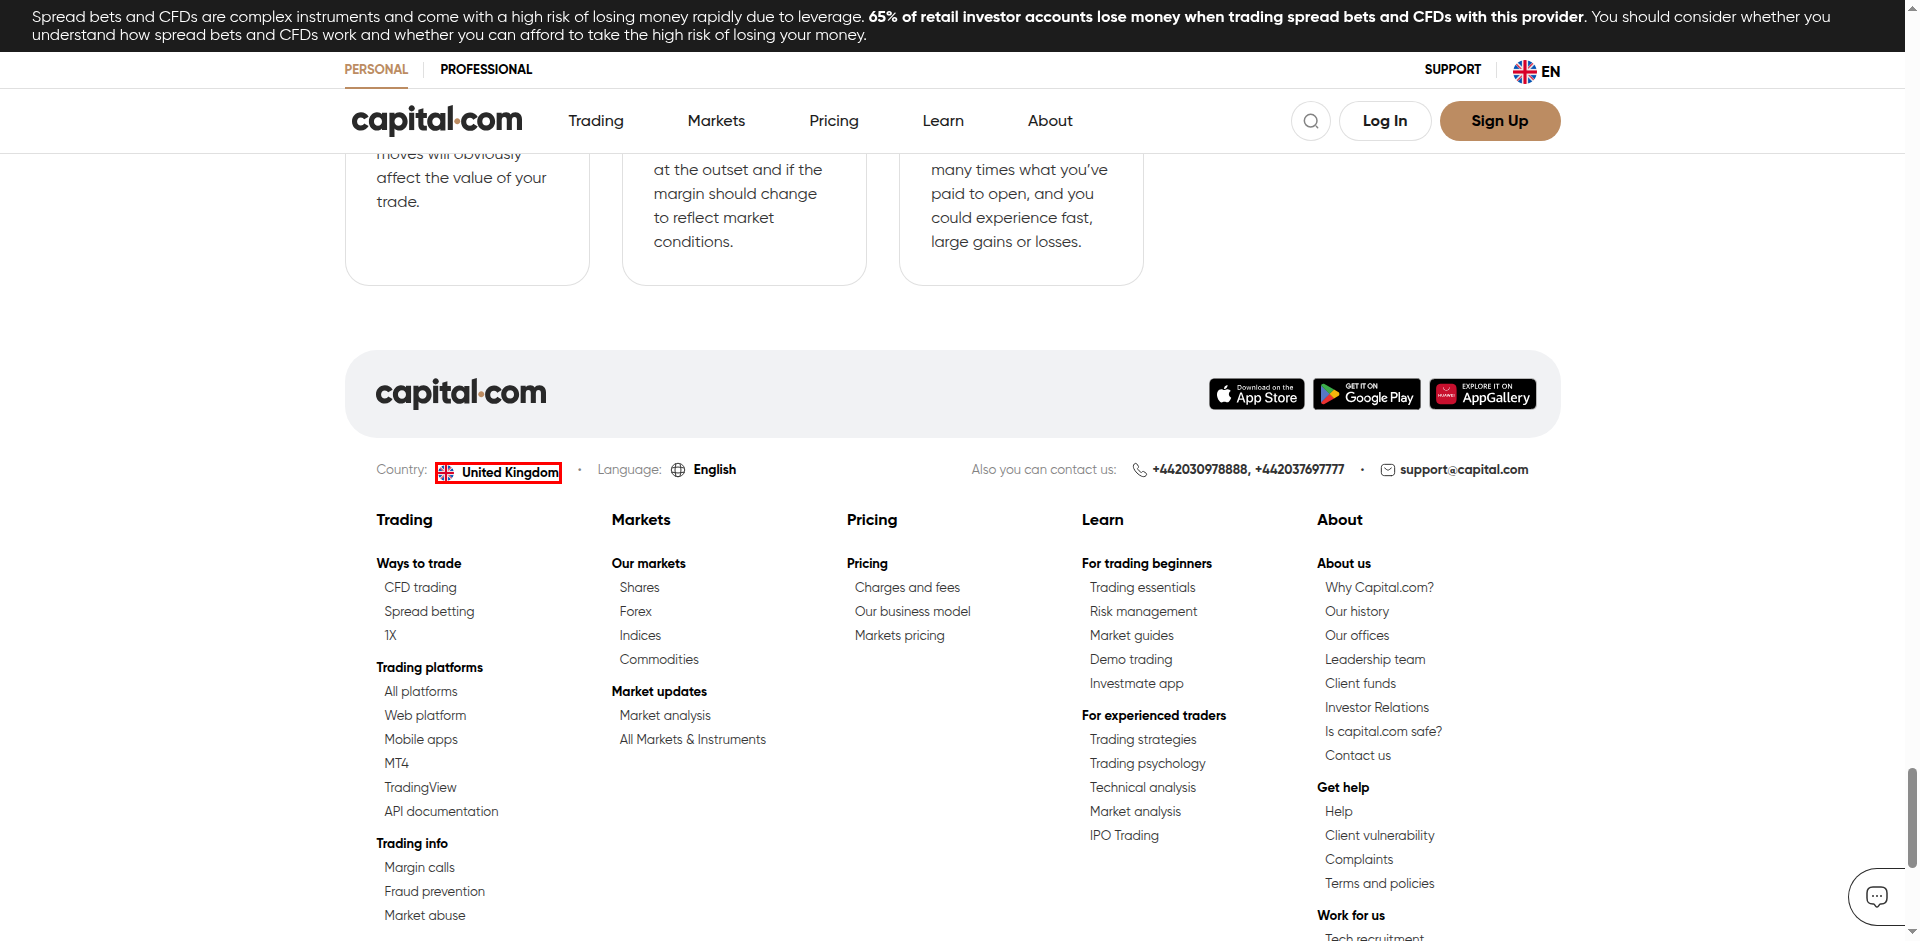 Spread bets and CFDs are complex instruments and come with a high risk of losing money rapidly due to leverage. 65% of retail investor accounts lose money when trading spread bets and CFDs with this provider. You should consider whether you
understand how spread bets and CFDs work and whether you can afford to take the high risk of losing your money.
PERSONAL PROFESSIONAL SUPPORT EN
capital.com Trading Markets Pricing Learn About Log In Sign Up
moves will obviously
affect the value of your
trade.
at the outset and if the
margin should change
to reflect market
conditions.
many times what you’ve
paid to open, and you
could experience fast,
large gains or losses.
capital.com
Download on the
App Store
GET IT ON
Google Play
HUAWEI
EXPLORE IT ON
AppGallery
Country: United Kingdom • Language: English Also you can contact us: +442030978888, +442037697777 • support@capital.com
Trading
Ways to trade
CFD trading
Spread betting
1X
Trading platforms
All platforms
Web platform
Mobile apps
MT4
TradingView
API documentation
Trading info
Margin calls
Fraud prevention
Market abuse
Markets
Our markets
Shares
Forex
Indices
Commodities
Market updates
Market analysis
All Markets & Instruments
Pricing
Pricing
Charges and fees
Our business model
Markets pricing
Learn
For trading beginners
Trading essentials
Risk management
Market guides
Demo trading
Investmate app
For experienced traders
Trading strategies
Trading psychology
Technical analysis
Market analysis
IPO Trading
About
About us
Why Capital.com?
Our history
Our offices
Leadership team
Client funds
Investor Relations
Is capital.com safe?
Contact us
Get help
Help
Client vulnerability
Complaints
Terms and policies
Work for us
Tech recruitment